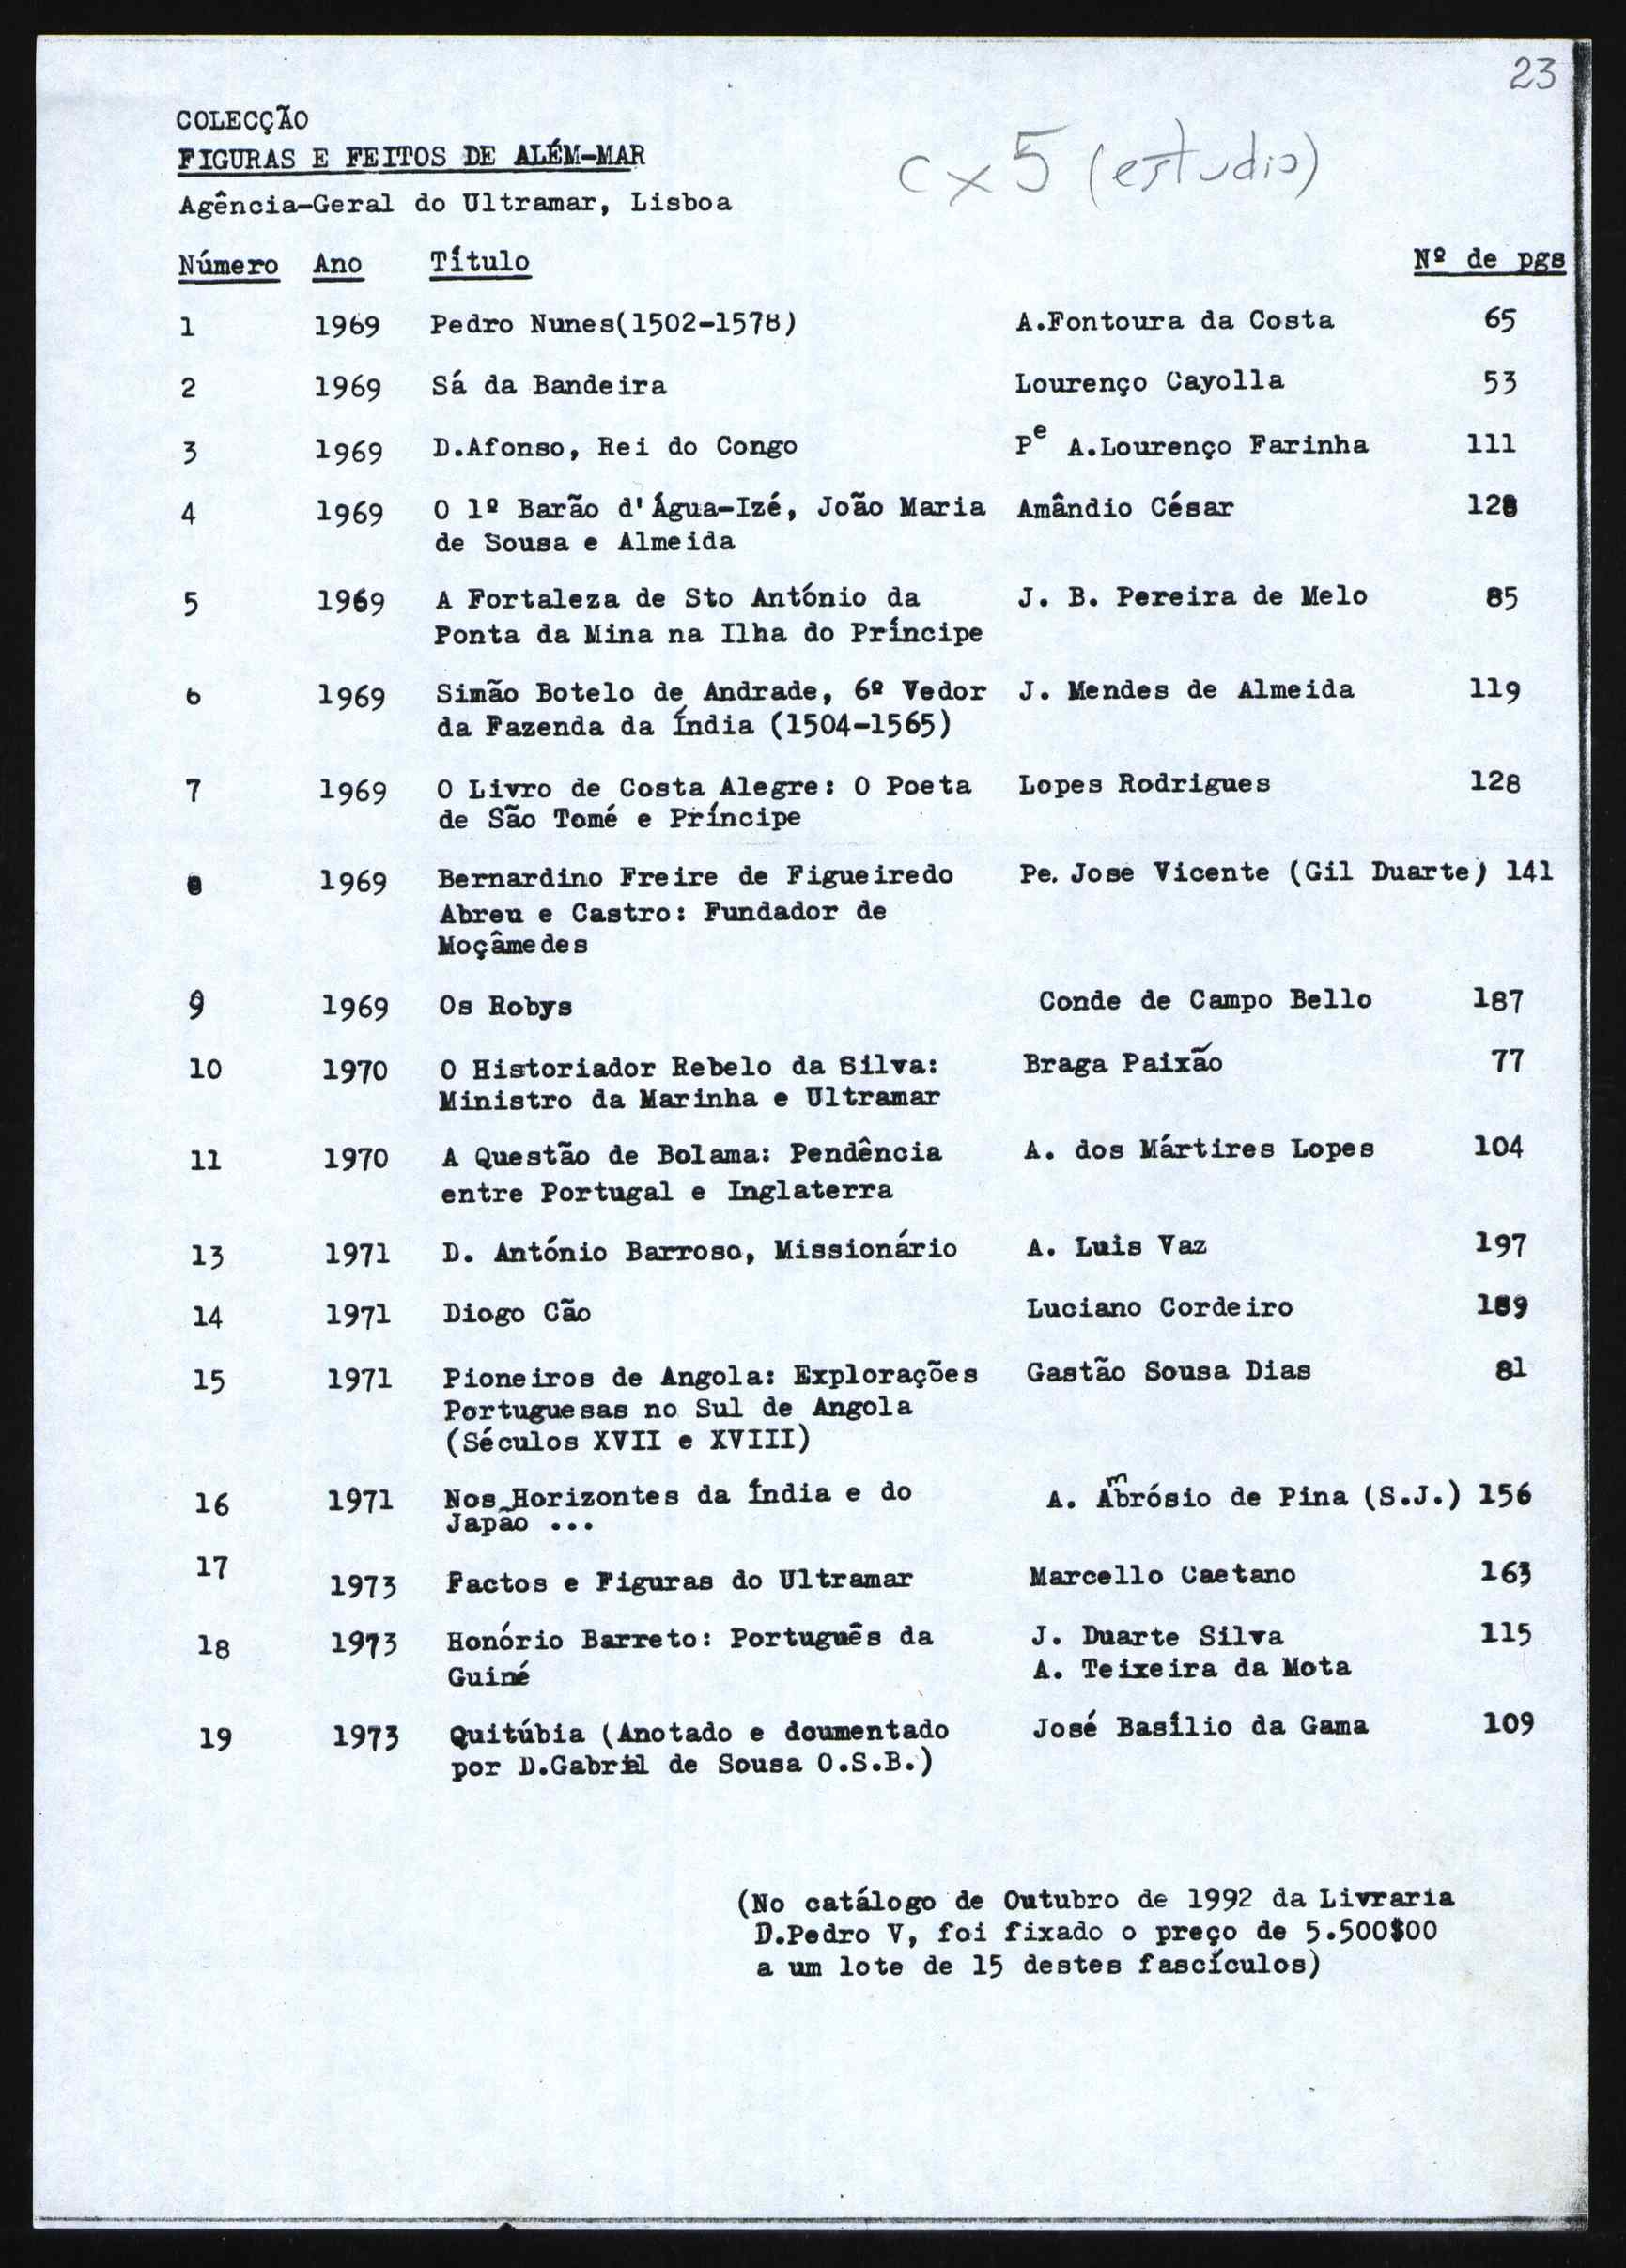 23
COLECÇÃO
FIGURAS E FEITOS DE ALÉM-MAR
cx 5 (estudio)
Agência-Geral do Ultramar, Lisboa
Número Ano Título Nº de pgs
1 1969 Pedro Nunes(1502-1578) A.Fontoura da Costa 65
2 1969 Sá da Bandeira Lourenço Cayolla 53
3 1969 D.Afonso, Rei do Congo Pe A.Lourenço Farinha 111
4 1969 O 1º Barão d'Água-Izé, João Maria Amândio César 128
de Sousa e Almeida
5 1969 A Fortaleza de Sto António da J. B. Pereira de Melo 85
Ponta da Mina na Ilha do Príncipe
6 1969 Simão Botelo de Andrade, 6º Vedor J. Mendes de Almeida 119
da Fazenda da Índia (1504-1565)
7 1969 O Livro de Costa Alegre: O Poeta Lopes Rodrigues 128
de São Tomé e Príncipe
8 1969 Bernardino Freire de Figueiredo Pe. Jose Vicente (Gil Duarte) 141
Abreu e Castro: Fundador de
Moçâmedes
9 1969 Os Robys Conde de Campo Bello 187
10 1970 O Historiador Rebelo da Silva: Braga Paixão 77
Ministro da Marinha e Ultramar
11 1970 A Questão de Bolama: Pendência A. dos Mártires Lopes 104
entre Portugal e Inglaterra
13 1971 D. António Barroso, Missionário A. Luis Vaz 197
14 1971 Diogo Cão Luciano Cordeiro 189
15 1971 Pioneiros de Angola: Explorações Gastão Sousa Dias 81
Portuguesas no Sul de Angola
(Séculos XVII e XVIII)
16 1971 Nos Horizontes da Índia e do A. Ambrósio de Pina (S.J.) 156
Japão ...
17 1973 Factos e Figuras do Ultramar Marcello Caetano 163
18 1973 Honório Barreto: Português da J. Duarte Silva 115
Guiné A. Teixeira da Mota
19 1973 Quitúbia (Anotado e doumentado José Basílio da Gama 109
por D.Gabriel de Sousa O.S.B.)
(No catálogo de Outubro de 1992 da Livraria
D.Pedro V, foi fixado o preço de 5.500$00
a um lote de 15 destes fascículos)